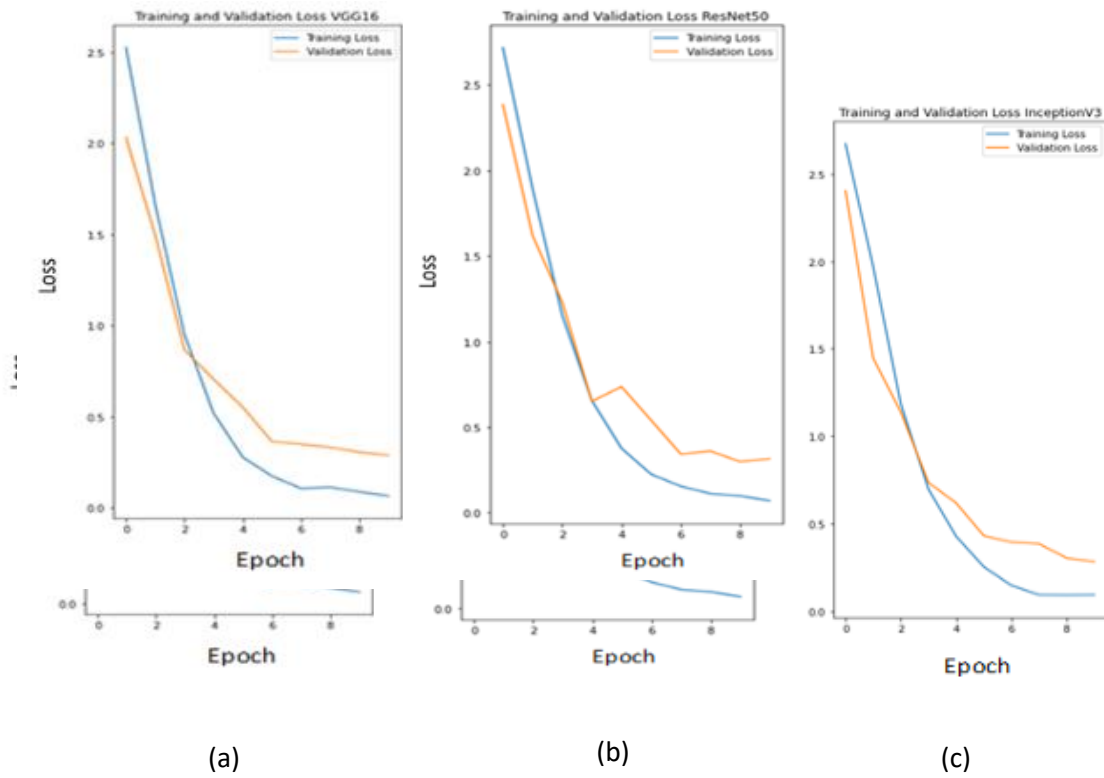 Training and Validation Loss VGG16
Training Loss
Validation Loss
2.5
2.0
1.5
1.0
0.5
0.0
0 2 4 6 8
Loss
Epoch
0.0
0 2 4 6 8
Epoch
(a)
Training and Validation Loss ResNet50
Training Loss
Validation Loss
2.5
2.0
1.5
1.0
0.5
0.0
0 2 4 6 8
Loss
Epoch
0.0
0 2 4 6 8
Epoch
(b)
Training and Validation Loss InceptionV3
Training Loss
Validation Loss
2.5
2.0
1.5
1.0
0.5
0.0
0 2 4 6 8
Epoch
(c)